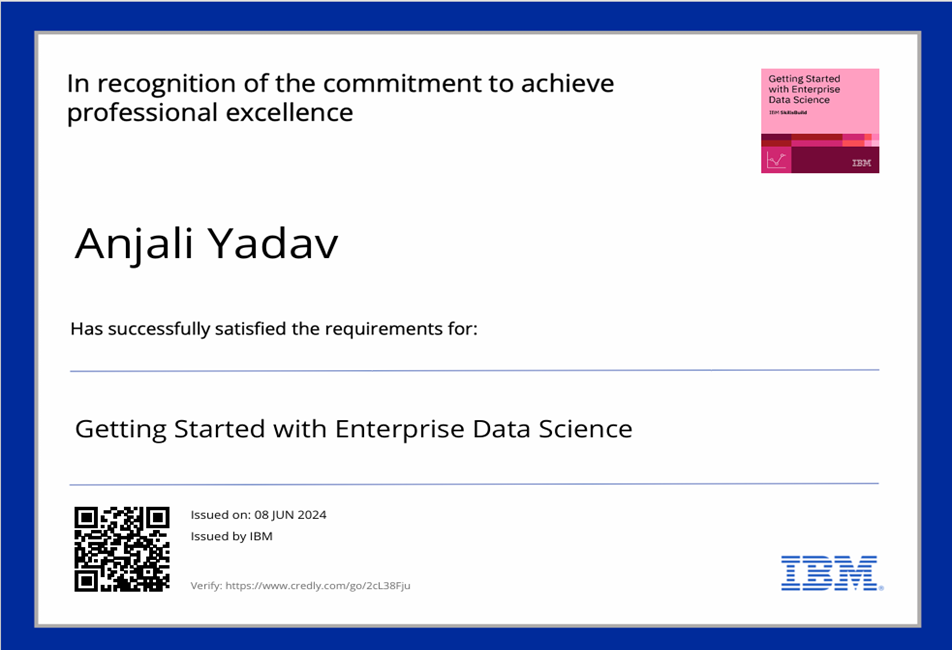 In recognition of the commitment to achieve
professional excellence
Getting Started
with Enterprise
Data Science
IBM SkillsBuild
IBM
Anjali Yadav
Has successfully satisfied the requirements for:
Getting Started with Enterprise Data Science
Issued on: 08 JUN 2024
Issued by IBM
Verify: https://www.credly.com/go/2cL38Fju
IBM®